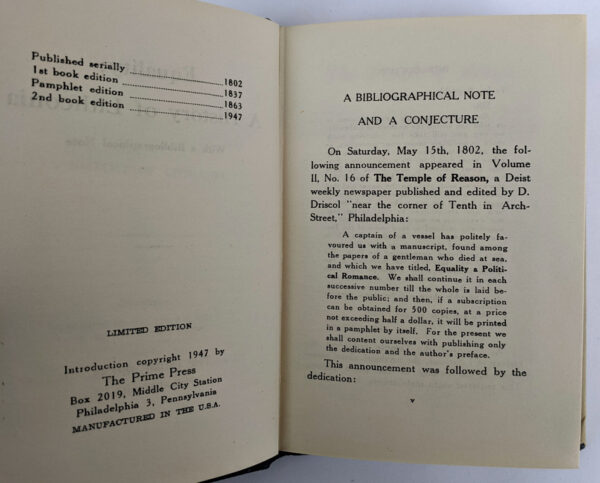 Published serially ........ 1802
1st book edition ........ 1837
Pamphlet edition ........ 1863
2nd book edition ........ 1947
LIMITED EDITION
Introduction copyright 1947 by
The Prime Press
Box 2019, Middle City Station
Philadelphia 3, Pennsylvania
MANUFACTURED IN THE U.S.A.
A BIBLIOGRAPHICAL NOTE
AND A CONJECTURE
On Saturday, May 15th, 1802, the fol-
lowing announcement appeared in Volume
II, No. 16 of The Temple of Reason, a Deist
weekly newspaper published and edited by D.
Driscol "near the corner of Tenth in Arch-
Street," Philadelphia:
A captain of a vessel has politely fa-
voured us with a manuscript, found among
the papers of a gentleman who died at sea,
and which we have titled, Equality a Politi-
cal Romance. We shall continue it in each
successive number till the whole is laid be-
fore the public; and then, if a subscription
can be obtained for 500 copies, at a price
not exceeding half a dollar, it will be printed
in a pamphlet by itself. For the present we
shall content ourselves with publishing only
the dedication and the author's preface.
This announcement was followed by the
dedication:
v